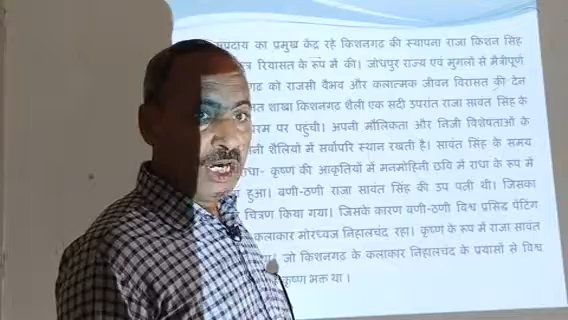 प्रदाय का प्रमुख केंद्र रहे किशनगढ़ की स्थापना राजा किशन सिंह
रियासत के रूप में की। जोधपुर राज्य एवं मुगलों से मैत्रीपूर्ण
गढ़ को राजसी वैभव और कलात्मक जीवन विरासत की देन
शाखा किशनगढ़ शैली एक सदी उपरांत राजा सावंत सिंह के
पर पहुंची। अपनी मौलिकता और निजी विशेषताओं के
शैलियों में सर्वोपरि स्थान रखती है। सावंत सिंह के समय
राधा- कृष्ण की आकृतियों में मनमोहिनी छवि में राधा के रूप में
हुआ। बणी-ठणी राजा सावंत सिंह की उप पत्नी थी। जिसका
चित्रण किया गया। जिसके कारण बणी-ठणी विश्व प्रसिद्ध पेंटिंग
कलाकार मोरध्वज निहालचंद रहा। कृष्ण के रूप में राजा सावंत
जो किशनगढ़ के कलाकार निहालचंद के प्रयासों से विश्व
कृष्ण भक्त था ।